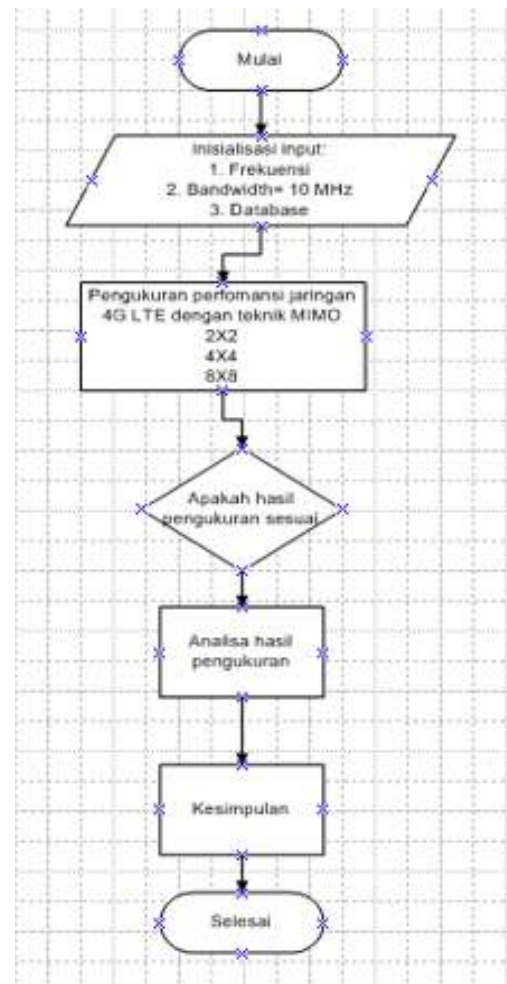 Mulai
Inisialisasi input:
1. Frekuensi
2. Bandwidth= 10 MHz
3. Database
Pengukuran perfomansi jaringan
4G LTE dengan teknik MIMO
2X2
4X4
8X8
Apakah hasil
pengukuran sesuai
Analisa hasil
pengukuran
Kesimpulan
Selesai